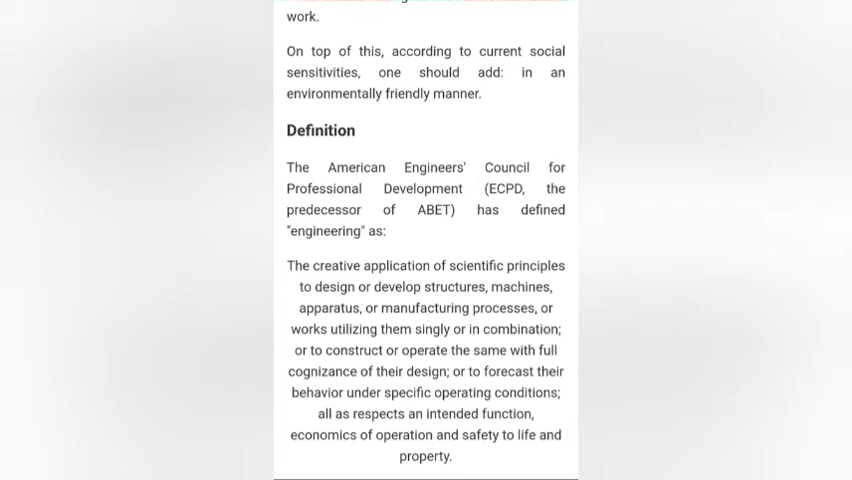 work.
On top of this, according to current social
sensitivities, one should add: in an
environmentally friendly manner.
Definition
The American Engineers' Council for
Professional Development (ECPD, the
predecessor of ABET) has defined
"engineering" as:
The creative application of scientific principles
to design or develop structures, machines,
apparatus, or manufacturing processes, or
works utilizing them singly or in combination;
or to construct or operate the same with full
cognizance of their design; or to forecast their
behavior under specific operating conditions;
all as respects an intended function,
economics of operation and safety to life and
property.